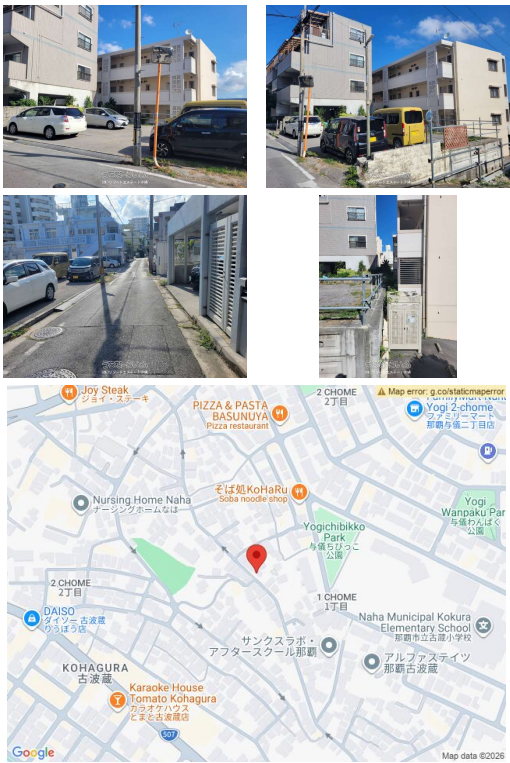 Map error: g.co/staticmaperror
Joy Steak
ジョイ・ステーキ
2 CHOME
2丁目
PIZZA & PASTA
BASUNUYA
Pizza restaurant
Yogi 2-chome
ファミリーマート
那覇与儀二丁目店
Nursing Home Naha
ナーシングホームなは
そば処KoHaRu
Soba noodle shop
Yogi
Wanpaku Par
与儀わんぱく
公園
Yogichibikko
Park
与儀ちびっこ
公園
2 CHOME
2丁目
1 CHOME
1丁目
DAISO
ダイソー 古波蔵
りうぼう店
Naha Municipal Kokura
Elementary School
那覇市立古蔵小学校
サンクスラボ・
アフタースクール那覇
アルファステイツ
那覇古波蔵
KOHAGURA
古波蔵
Karaoke House
Tomato Kohagura
カラオケハウス
とまと古波蔵店
507
Google
Map data ©2026